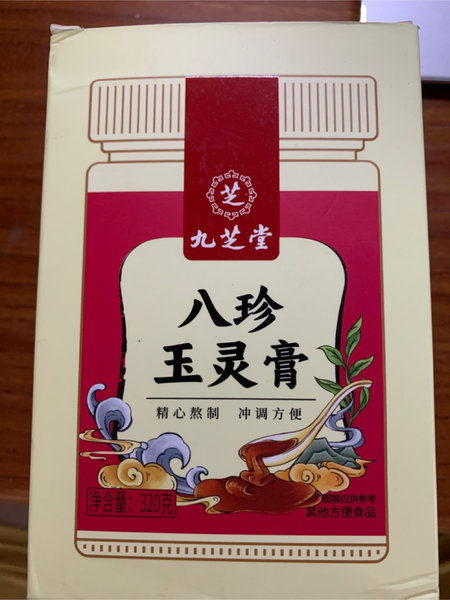 芝
九芝堂
八珍
玉灵膏
精心熬制 冲调方便
净含量：320克
图案仅供参考
其他方便食品